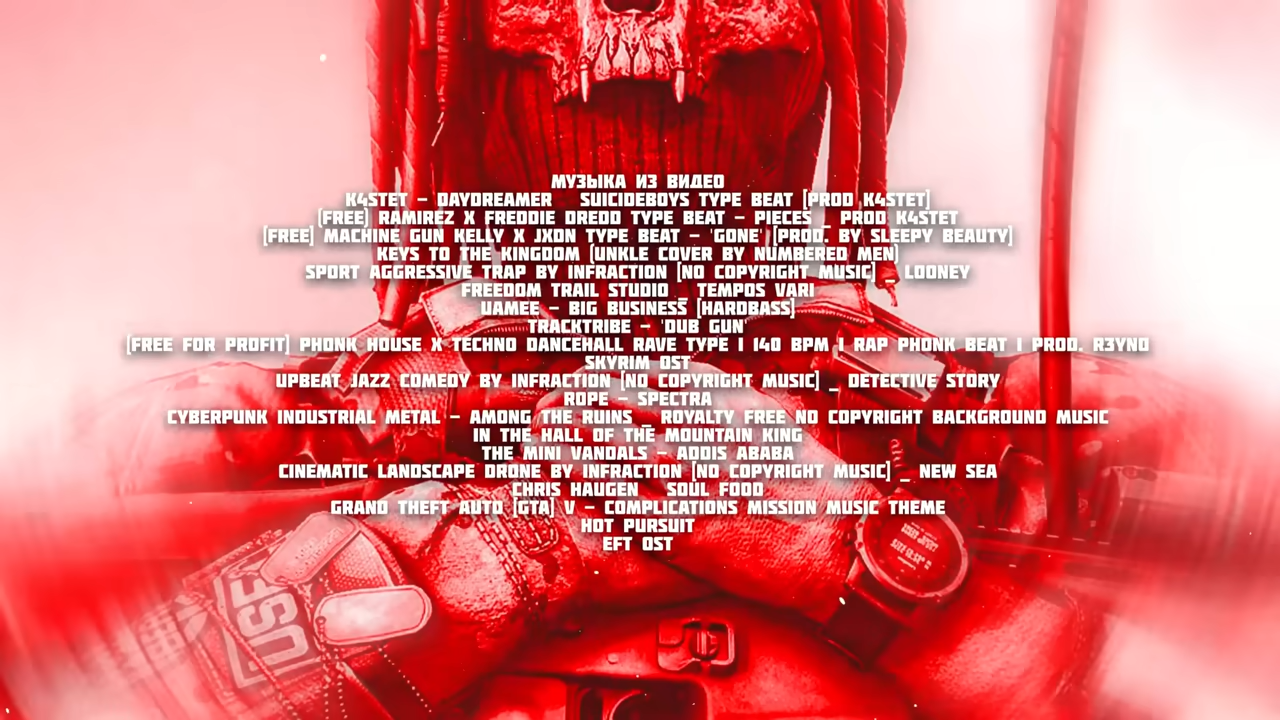 МУЗЫКА ИЗ ВИДЕО
K4STET - DAYDREAMER SUICIDEBOYS TYPE BEAT [PROD K4STET]
[FREE] RAMIREZ X FREDDIE DREDD TYPE BEAT - PIECES _ PROD K4STET
[FREE] MACHINE GUN KELLY X JXDN TYPE BEAT - 'GONE' [PROD. BY SLEEPY BEAUTY]
KEYS TO THE KINGDOM (UNKLE COVER BY NUMBERED MEN)
SPORT AGGRESSIVE TRAP BY INFRACTION [NO COPYRIGHT MUSIC] _ LOONEY
FREEDOM TRAIL STUDIO _ TEMPOS VARI
UAMEE - BIG BUSINESS [HARDBASS]
TRACKTRIBE - 'DUB GUN'
[FREE FOR PROFIT] PHONK HOUSE X TECHNO DANCEHALL RAVE TYPE | 140 BPM | RAP PHONK BEAT | PROD. R3YNO
SKYRIM OST
UPBEAT JAZZ COMEDY BY INFRACTION [NO COPYRIGHT MUSIC] _ DETECTIVE STORY
ROPE - SPECTRA
CYBERPUNK INDUSTRIAL METAL - AMONG THE RUINS _ ROYALTY FREE NO COPYRIGHT BACKGROUND MUSIC
IN THE HALL OF THE MOUNTAIN KING
THE MINI VANDALS - ADDIS ABABA
CINEMATIC LANDSCAPE DRONE BY INFRACTION [NO COPYRIGHT MUSIC] _ NEW SEA
CHRIS HAUGEN SOUL FOOD
GRAND THEFT AUTO [GTA] V - COMPLICATIONS MISSION MUSIC THEME
HOT PURSUIT
EFT OST
USF